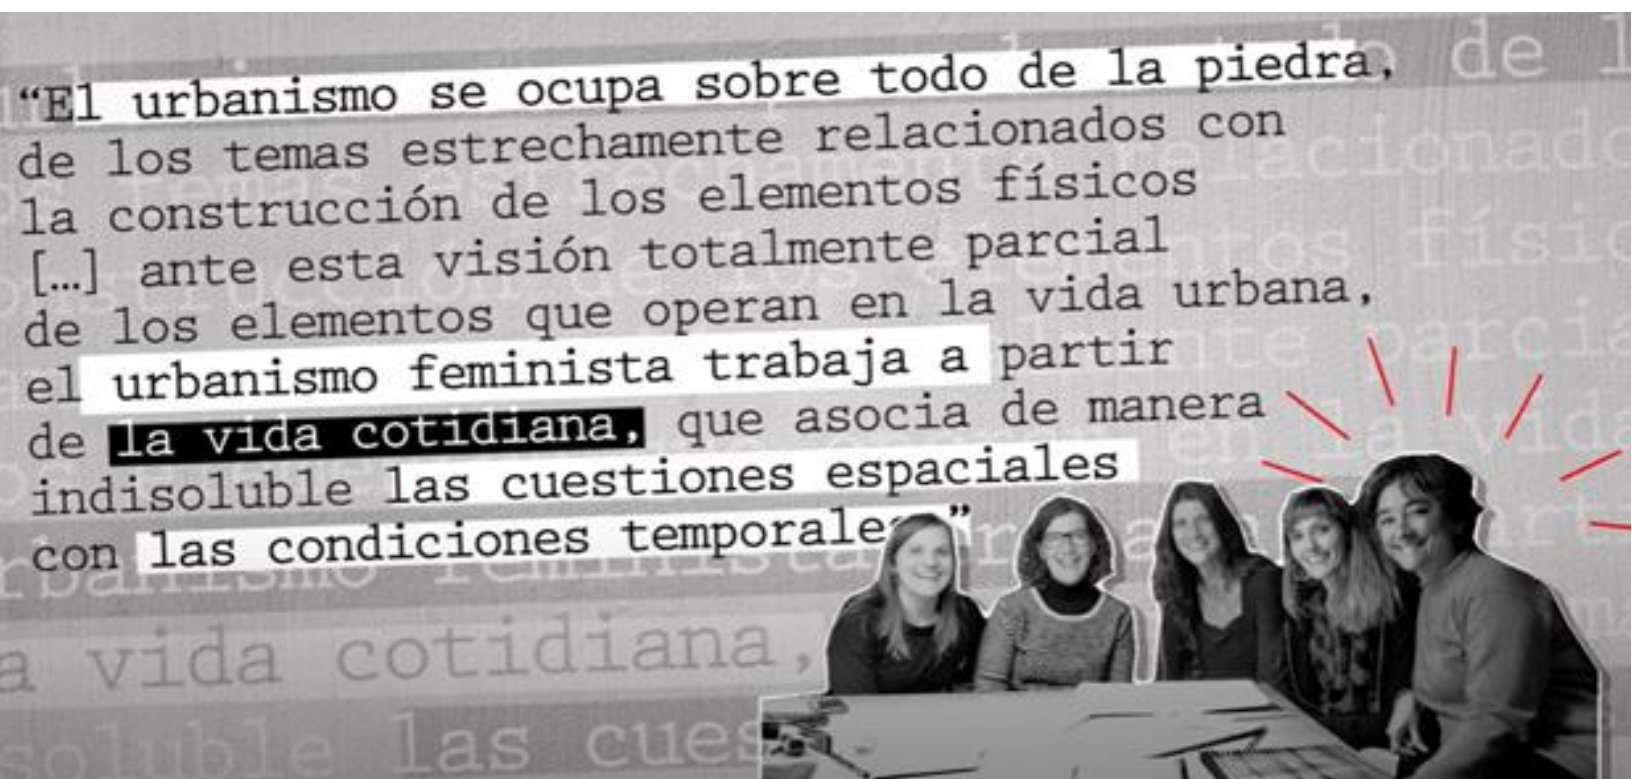 “El urbanismo se ocupa sobre todo de la piedra,
de los temas estrechamente relacionados con
la construcción de los elementos físicos
[…] ante esta visión totalmente parcial
de los elementos que operan en la vida urbana,
el urbanismo feminista trabaja a partir
de la vida cotidiana, que asocia de manera
indisoluble las cuestiones espaciales
con las condiciones temporales”
a vida cotidiana,
soluble las cues